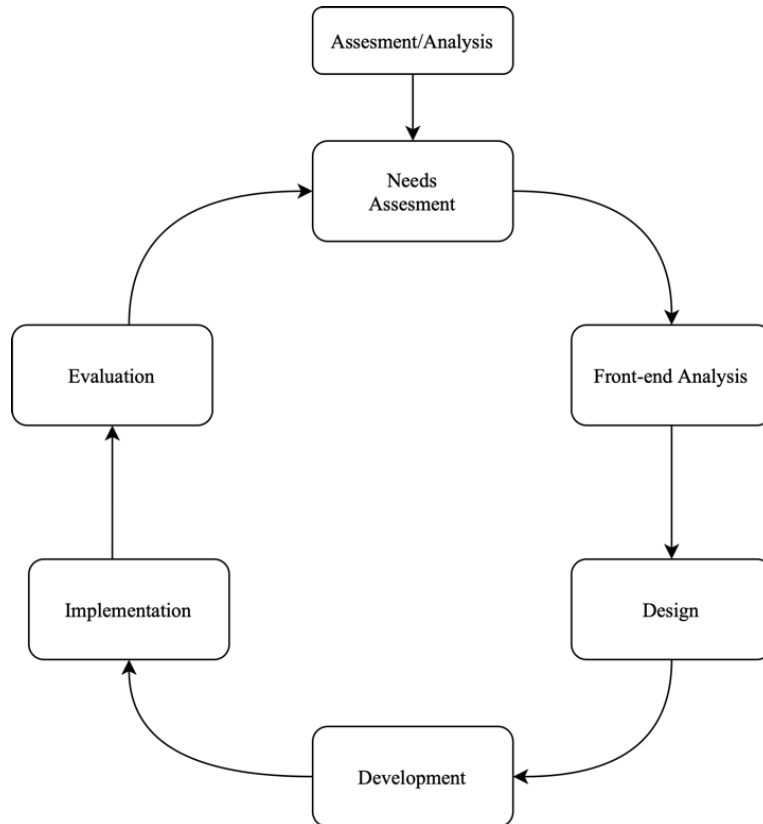 Assesment/Analysis
Needs
Assesment
Front-end Analysis
Design
Development
Implementation
Evaluation